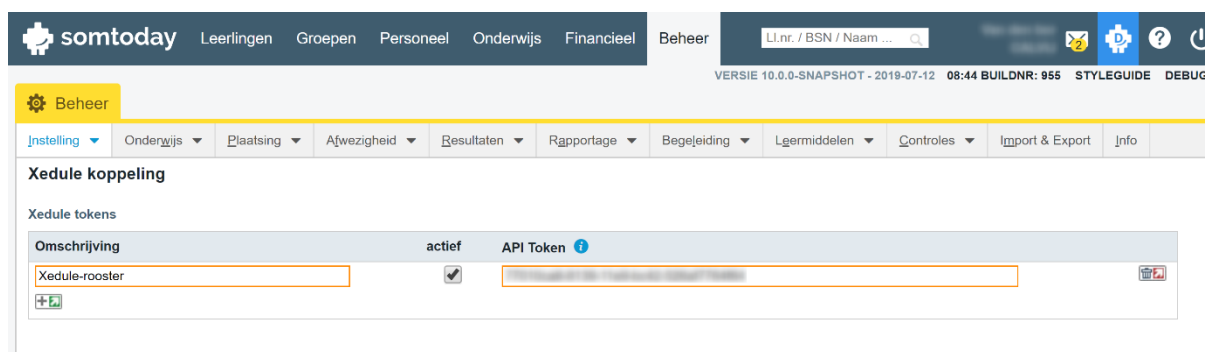 somtoday Leerlingen Groepen Personeel Onderwijs Financieel Beheer Ll.nr. / BSN / Naam ... 2 D ?
VERSIE 10.0.0-SNAPSHOT - 2019-07-12 08:44 BUILDNR: 955 STYLEGUIDE DEBUG
Beheer
Instelling Onderwijs Plaatsing Afwezigheid Resultaten Rapportage Begeleiding Leermiddelen Controles Import & Export Info
Xedule koppeling
Xedule tokens
Omschrijving actief API Token i
Xedule-rooster